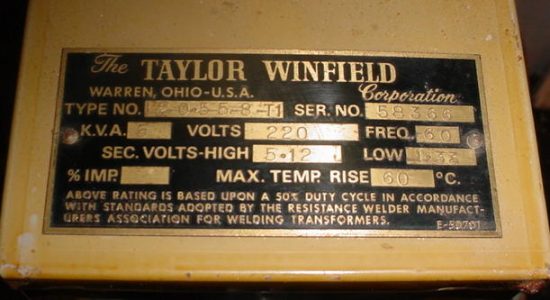 The TAYLOR WINFIELD
WARREN, OHIO-U.S.A. Corporation
TYPE NO. SER. NO. 58366
K.V.A. 6 VOLTS 220 FREQ. 60
SEC. VOLTS-HIGH 5.12 LOW
% IMP. MAX. TEMP. RISE 60 °C.
ABOVE RATING IS BASED UPON A 50% DUTY CYCLE IN ACCORDANCE
WITH STANDARDS ADOPTED BY THE RESISTANCE WELDER MANUFACT-
URERS ASSOCIATION FOR WELDING TRANSFORMERS.